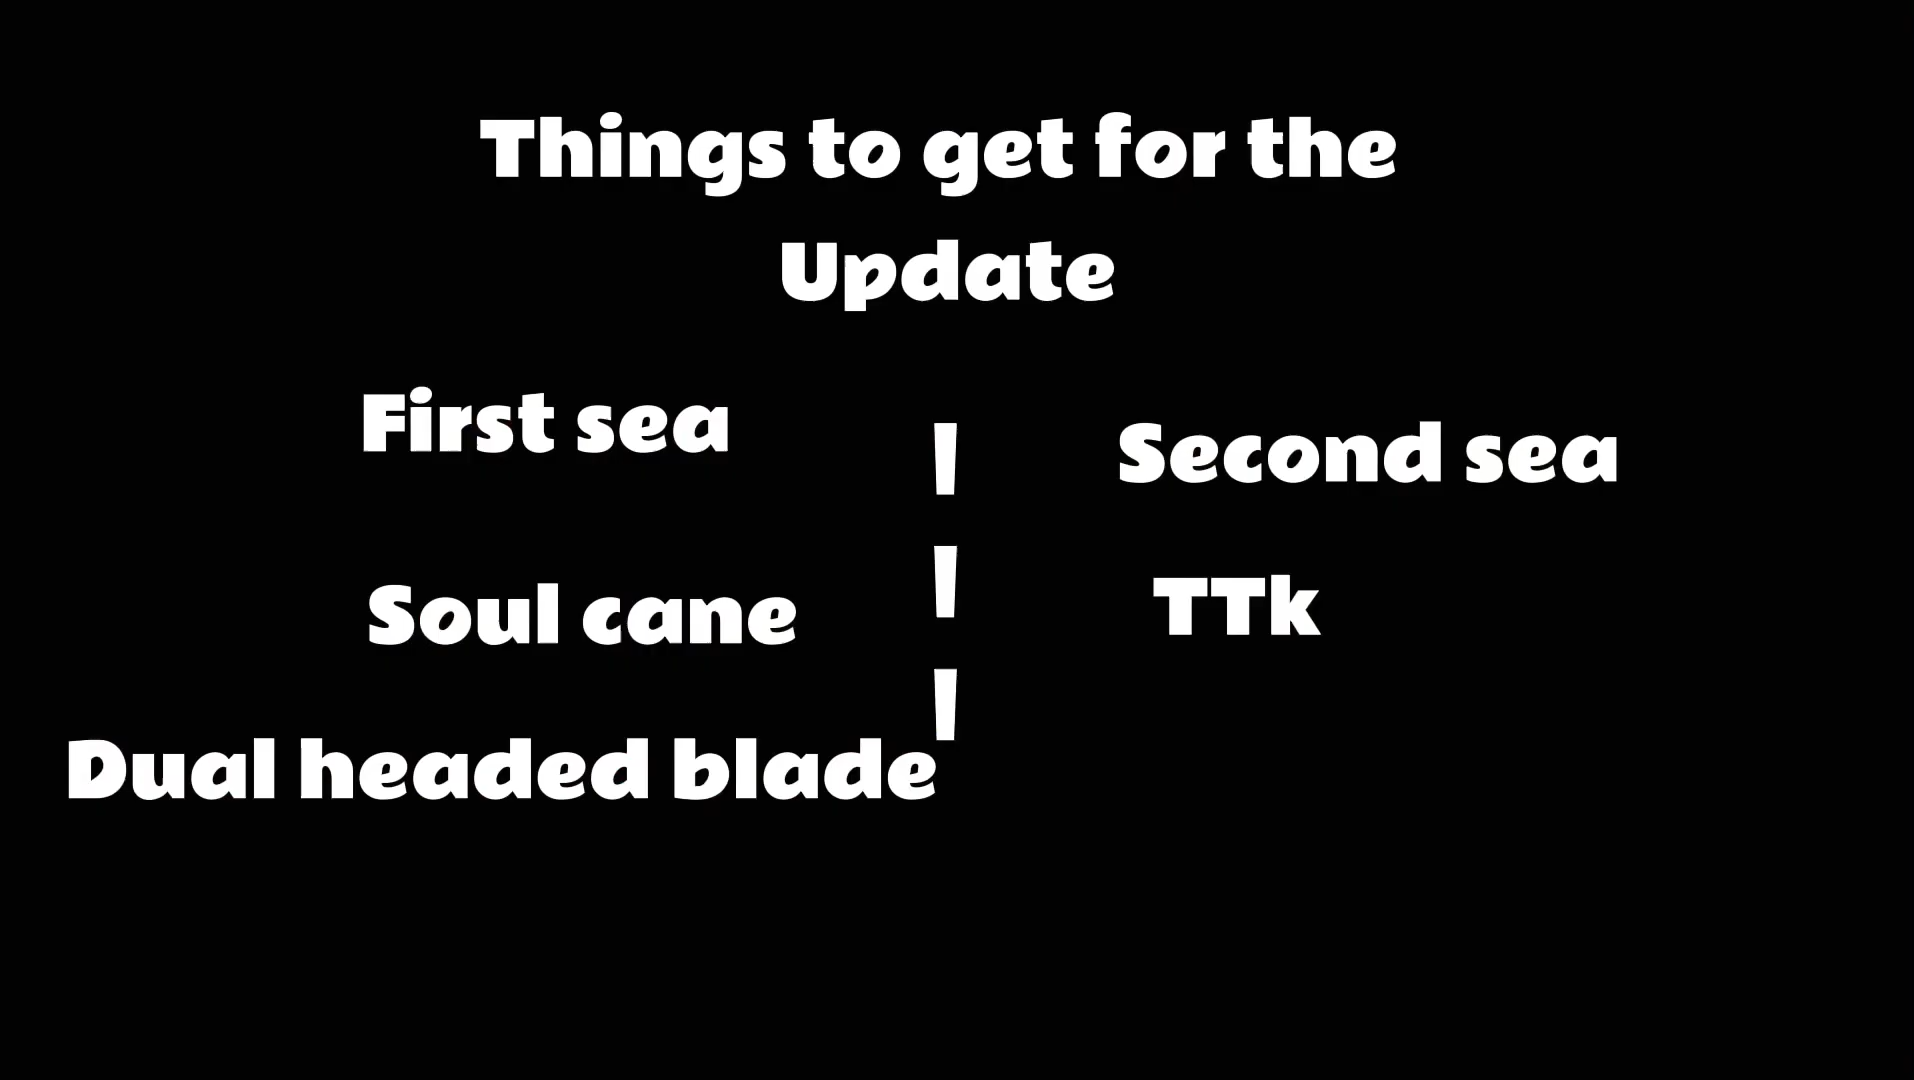 Things to get for the
Update
First sea
Soul cane
Dual headed blade
|
|
|
Second sea
TTk